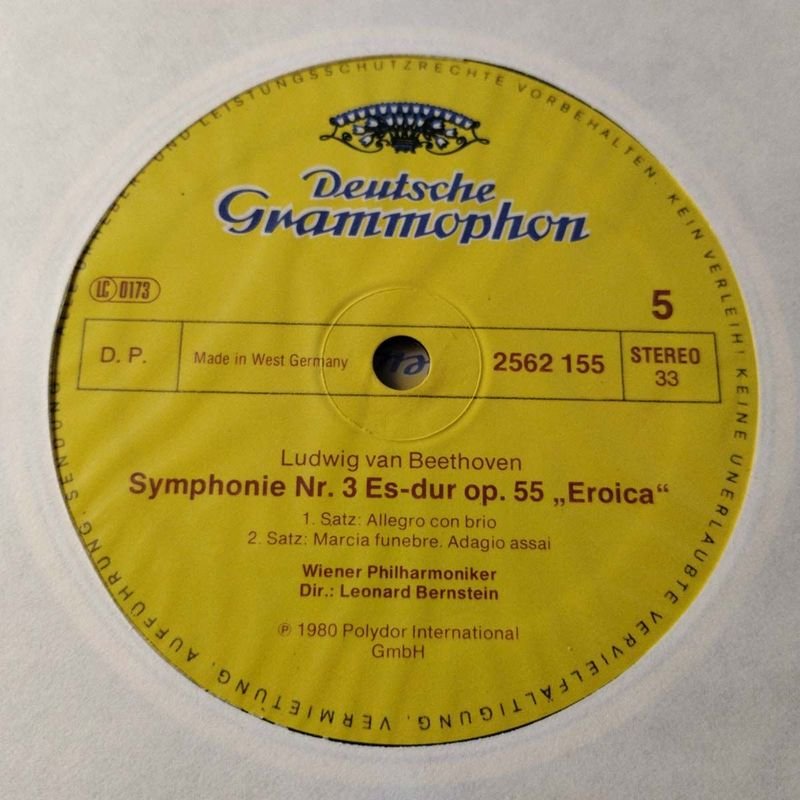 Deutsche
Grammophon
LC 0173
5
D. P.
Made in West Germany
2562 155
STEREO
33
Ludwig van Beethoven
Symphonie Nr. 3 Es-dur op. 55 „Eroica“
1. Satz: Allegro con brio
2. Satz: Marcia funebre. Adagio assai
Wiener Philharmoniker
Dir.: Leonard Bernstein
℗ 1980 Polydor International
GmbH
UND LEISTUNGSSCHUTZRECHTE VORBEHALTEN. KEIN VERLEIH! KEINE UNERLAUBTE VERVIELFÄLTIGUNG, VERMIETUNG, AUFFÜHRUNG, SENDUNG